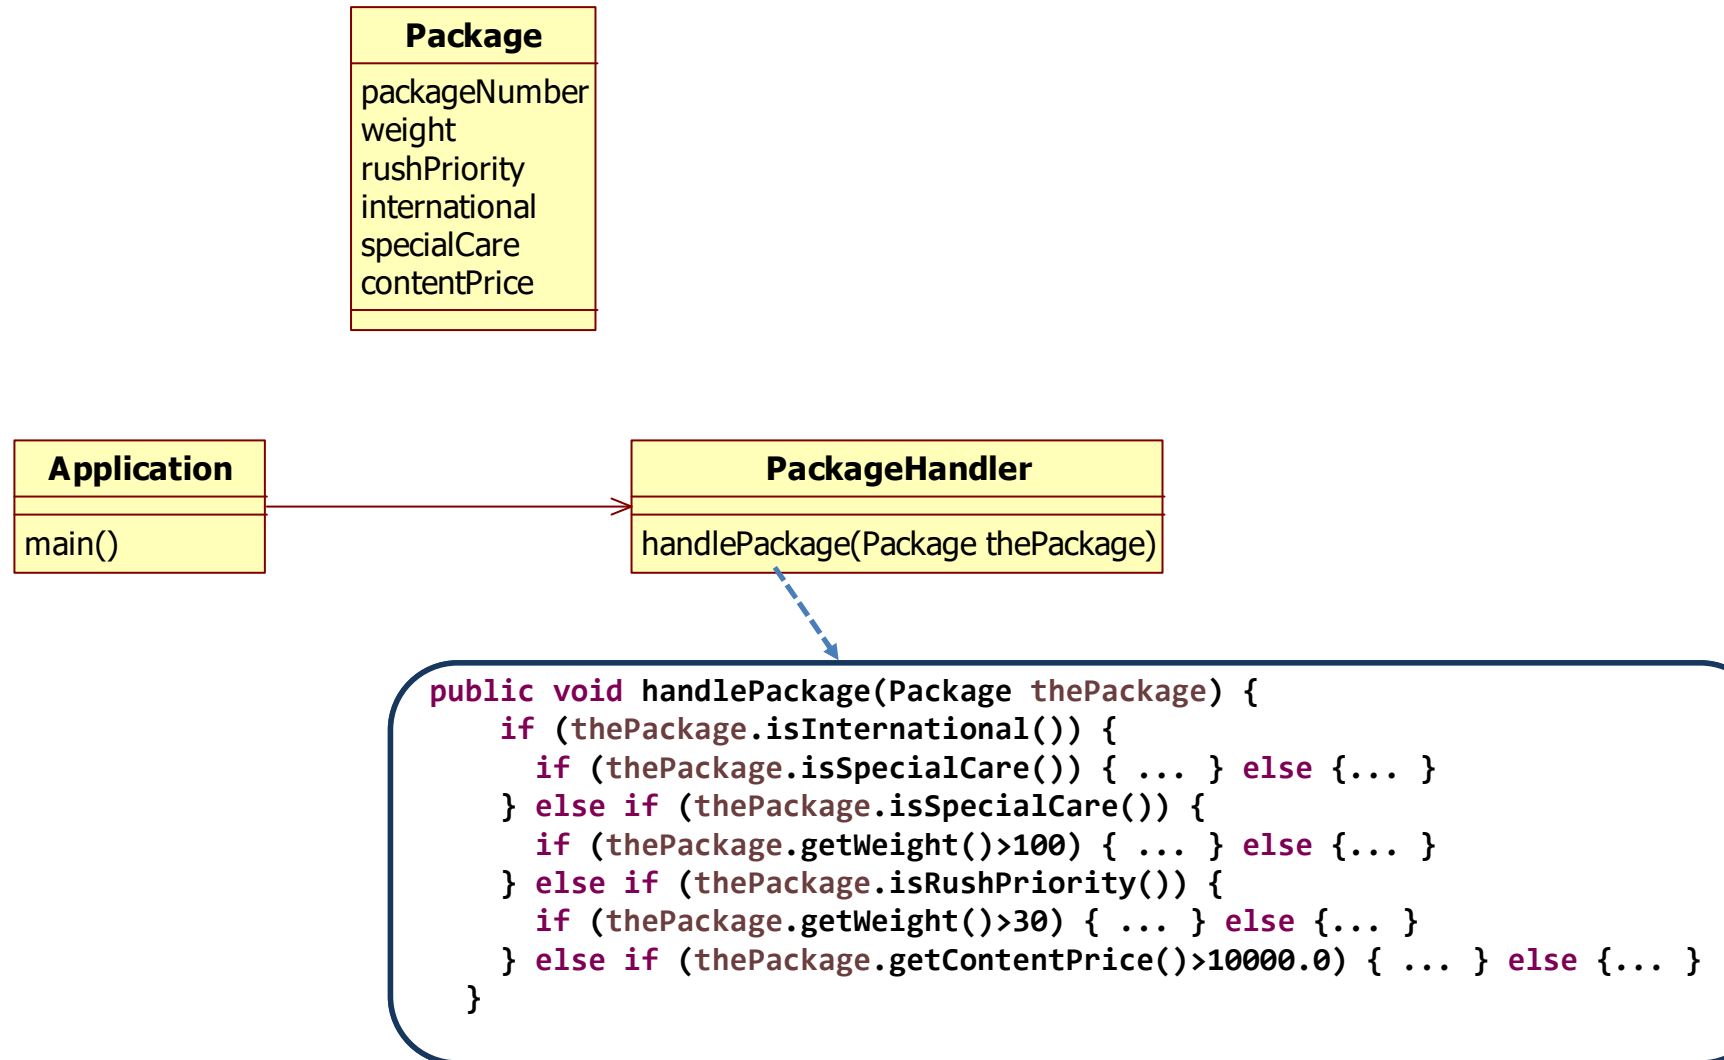 Package
packageNumber
weight
rushPriority
international
specialCare
contentPrice
Application
main()
PackageHandler
handlePackage(Package thePackage)
public void handlePackage(Package thePackage) {
if (thePackage.isInternational()) {
if (thePackage.isSpecialCare()) { ... } else {... }
} else if (thePackage.isSpecialCare()) {
if (thePackage.getWeight()>100) { ... } else {... }
} else if (thePackage.isRushPriority()) {
if (thePackage.getWeight()>30) { ... } else {... }
} else if (thePackage.getContentPrice()>10000.0) { ... } else {... }
}